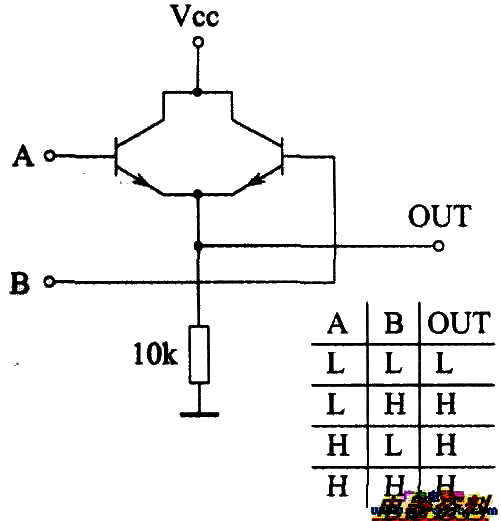 Vcc
A
OUT
B
10k
A B OUT
L L L
L H H
H L H
H H H